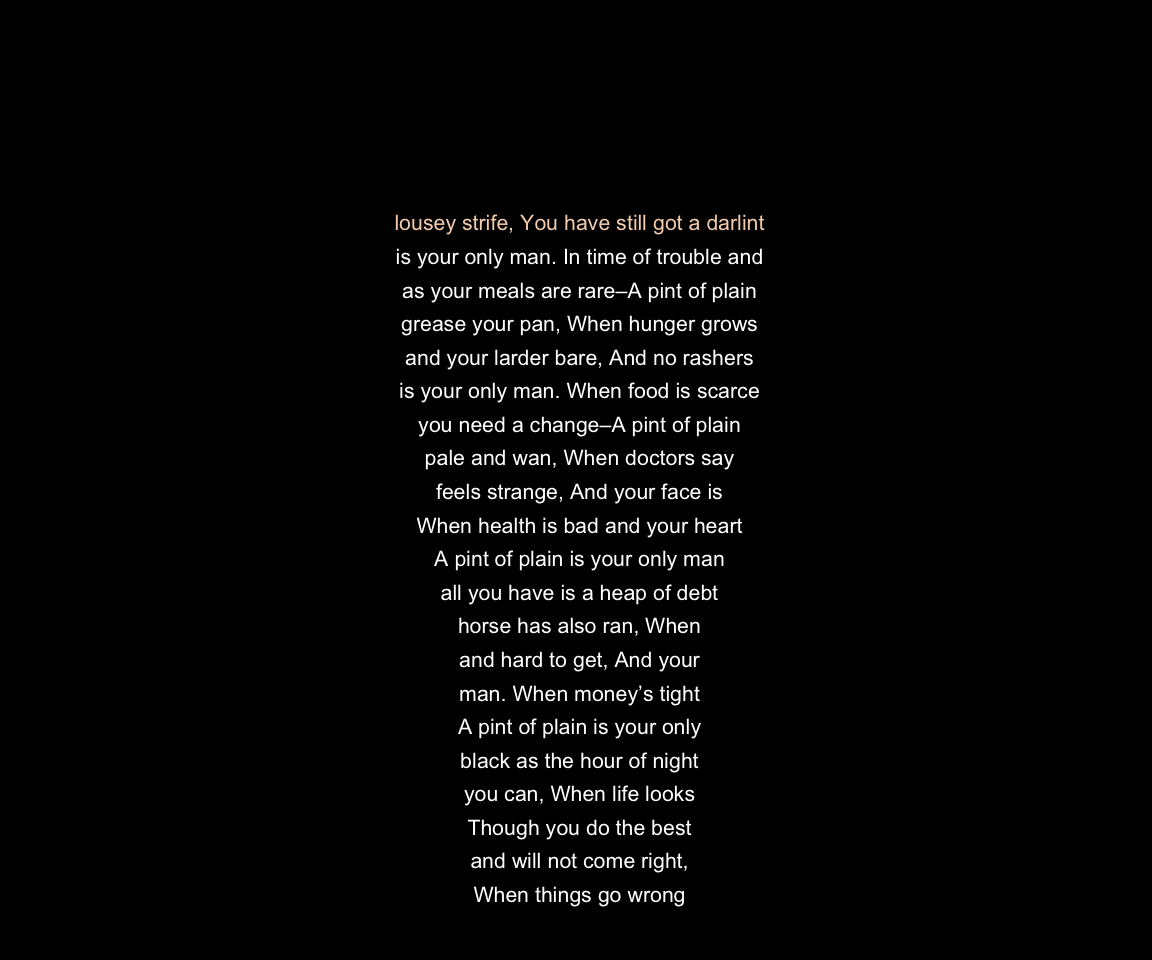 lousey strife, You have still got a darlint
is your only man. In time of trouble and
as your meals are rare–A pint of plain
grease your pan, When hunger grows
and your larder bare, And no rashers
is your only man. When food is scarce
you need a change–A pint of plain
pale and wan, When doctors say
feels strange, And your face is
When health is bad and your heart
A pint of plain is your only man
all you have is a heap of debt
horse has also ran, When
and hard to get, And your
man. When money’s tight
A pint of plain is your only
black as the hour of night
you can, When life looks
Though you do the best
and will not come right,
When things go wrong